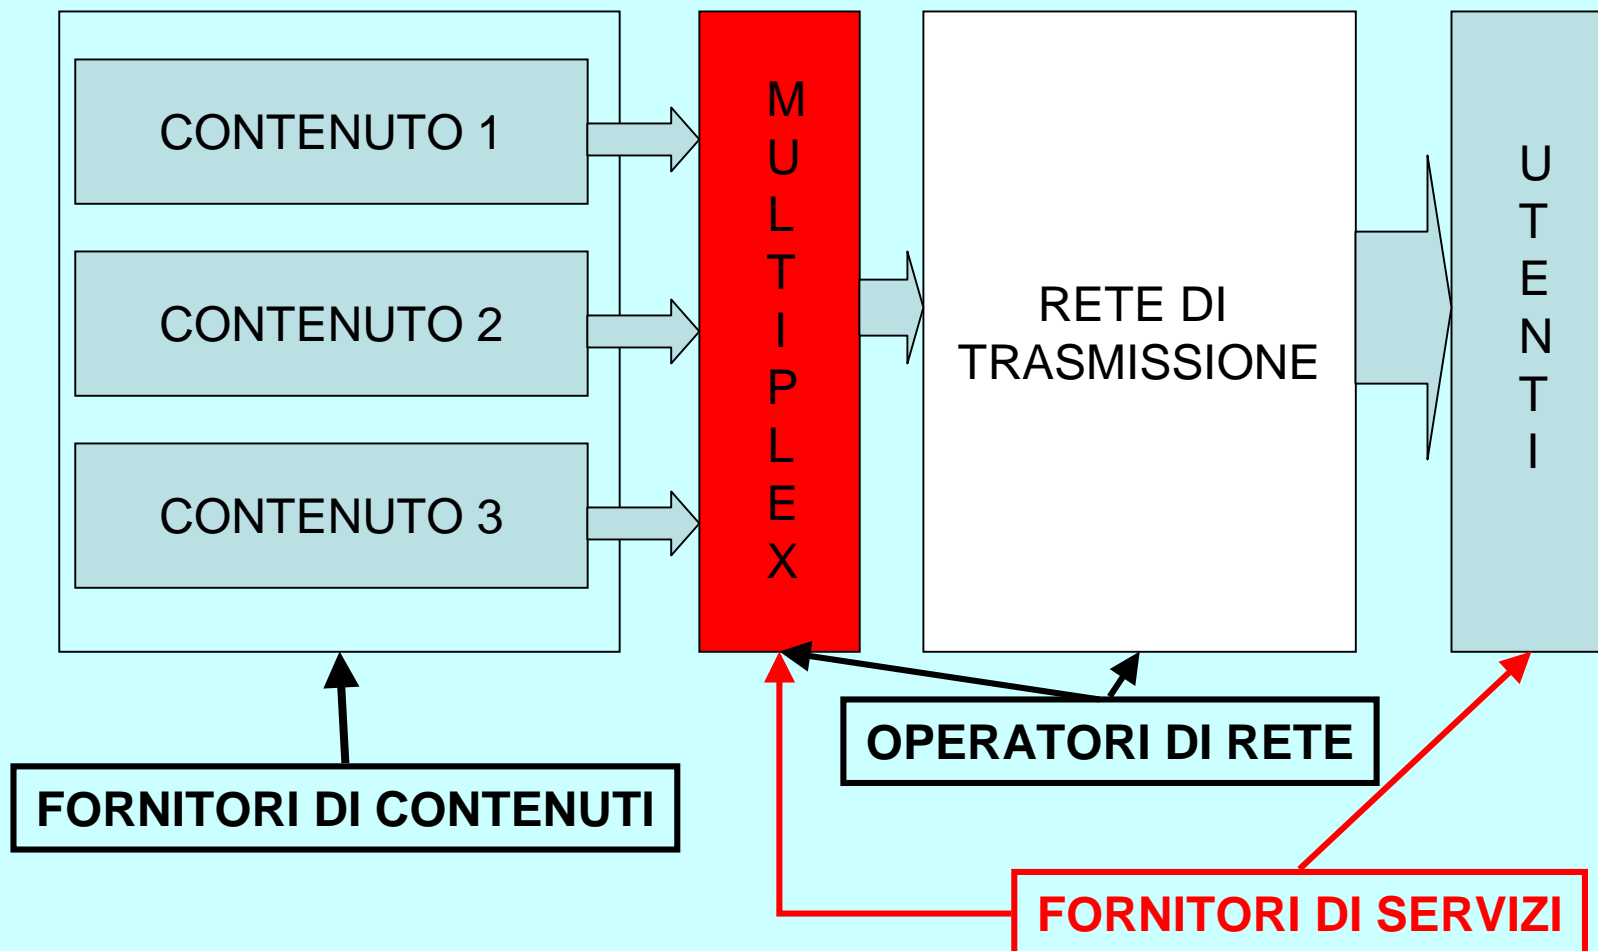 CONTENUTO 1
CONTENUTO 2
CONTENUTO 3
MULTIPLEX
RETE DI
TRASMISSIONE
UTENTI
OPERATORI DI RETE
FORNITORI DI CONTENUTI
FORNITORI DI SERVIZI